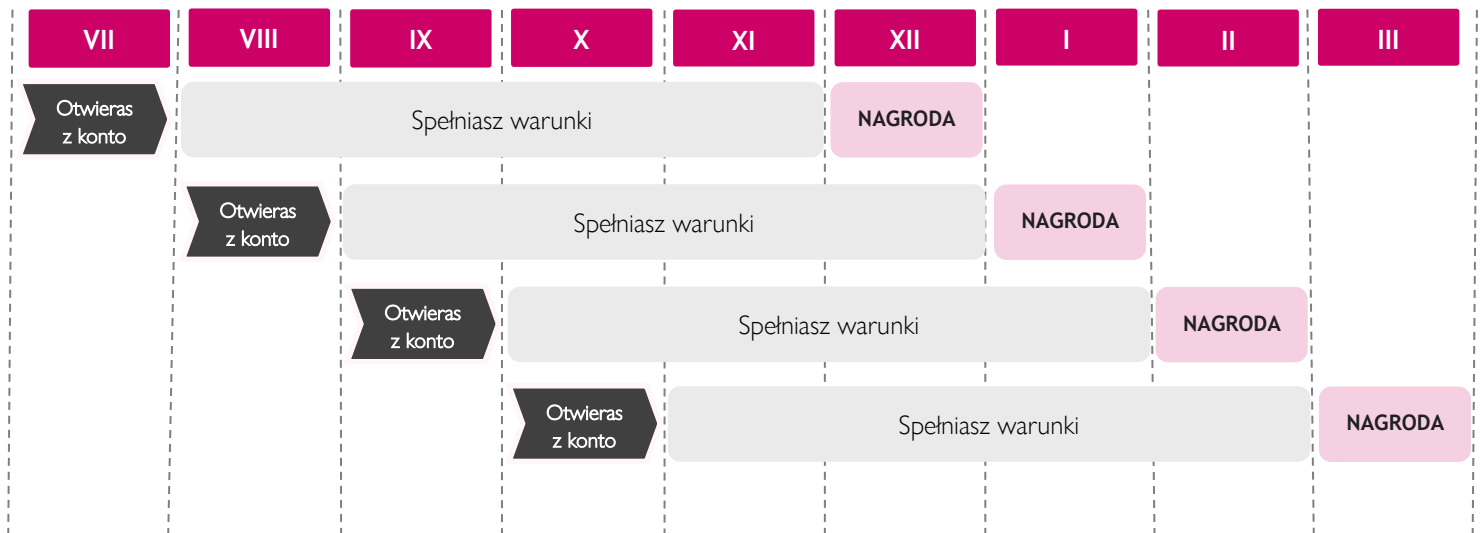 VII VIII IX X XI XII I II III
Otwieras
z konto
Spełniasz warunki
NAGRODA
Otwieras
z konto
Spełniasz warunki
NAGRODA
Otwieras
z konto
Spełniasz warunki
NAGRODA
Otwieras
z konto
Spełniasz warunki
NAGRODA